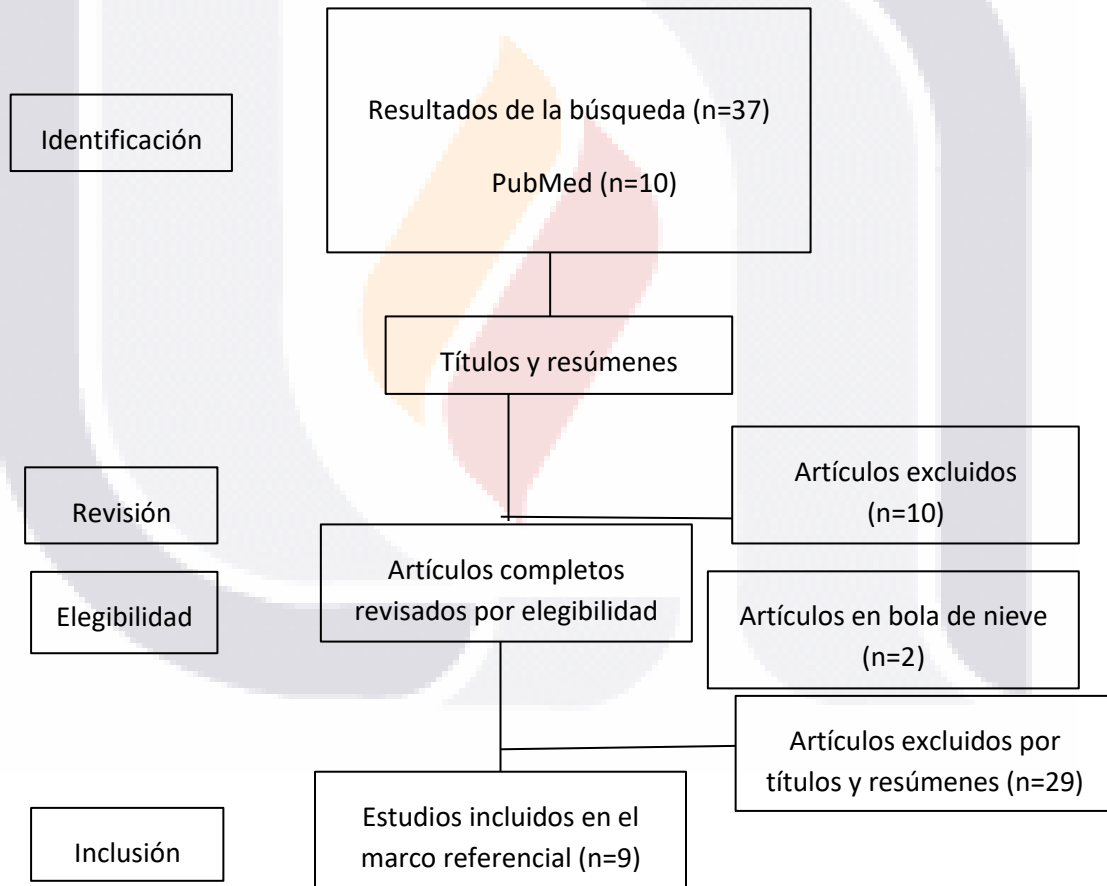 Identificación
Resultados de la búsqueda (n=37)
PubMed (n=10)
Títulos y resúmenes
Revisión
Artículos excluidos
(n=10)
Elegibilidad
Artículos completos
revisados por elegibilidad
Artículos en bola de nieve
(n=2)
Artículos excluidos por
títulos y resúmenes (n=29)
Inclusión
Estudios incluidos en el
marco referencial (n=9)